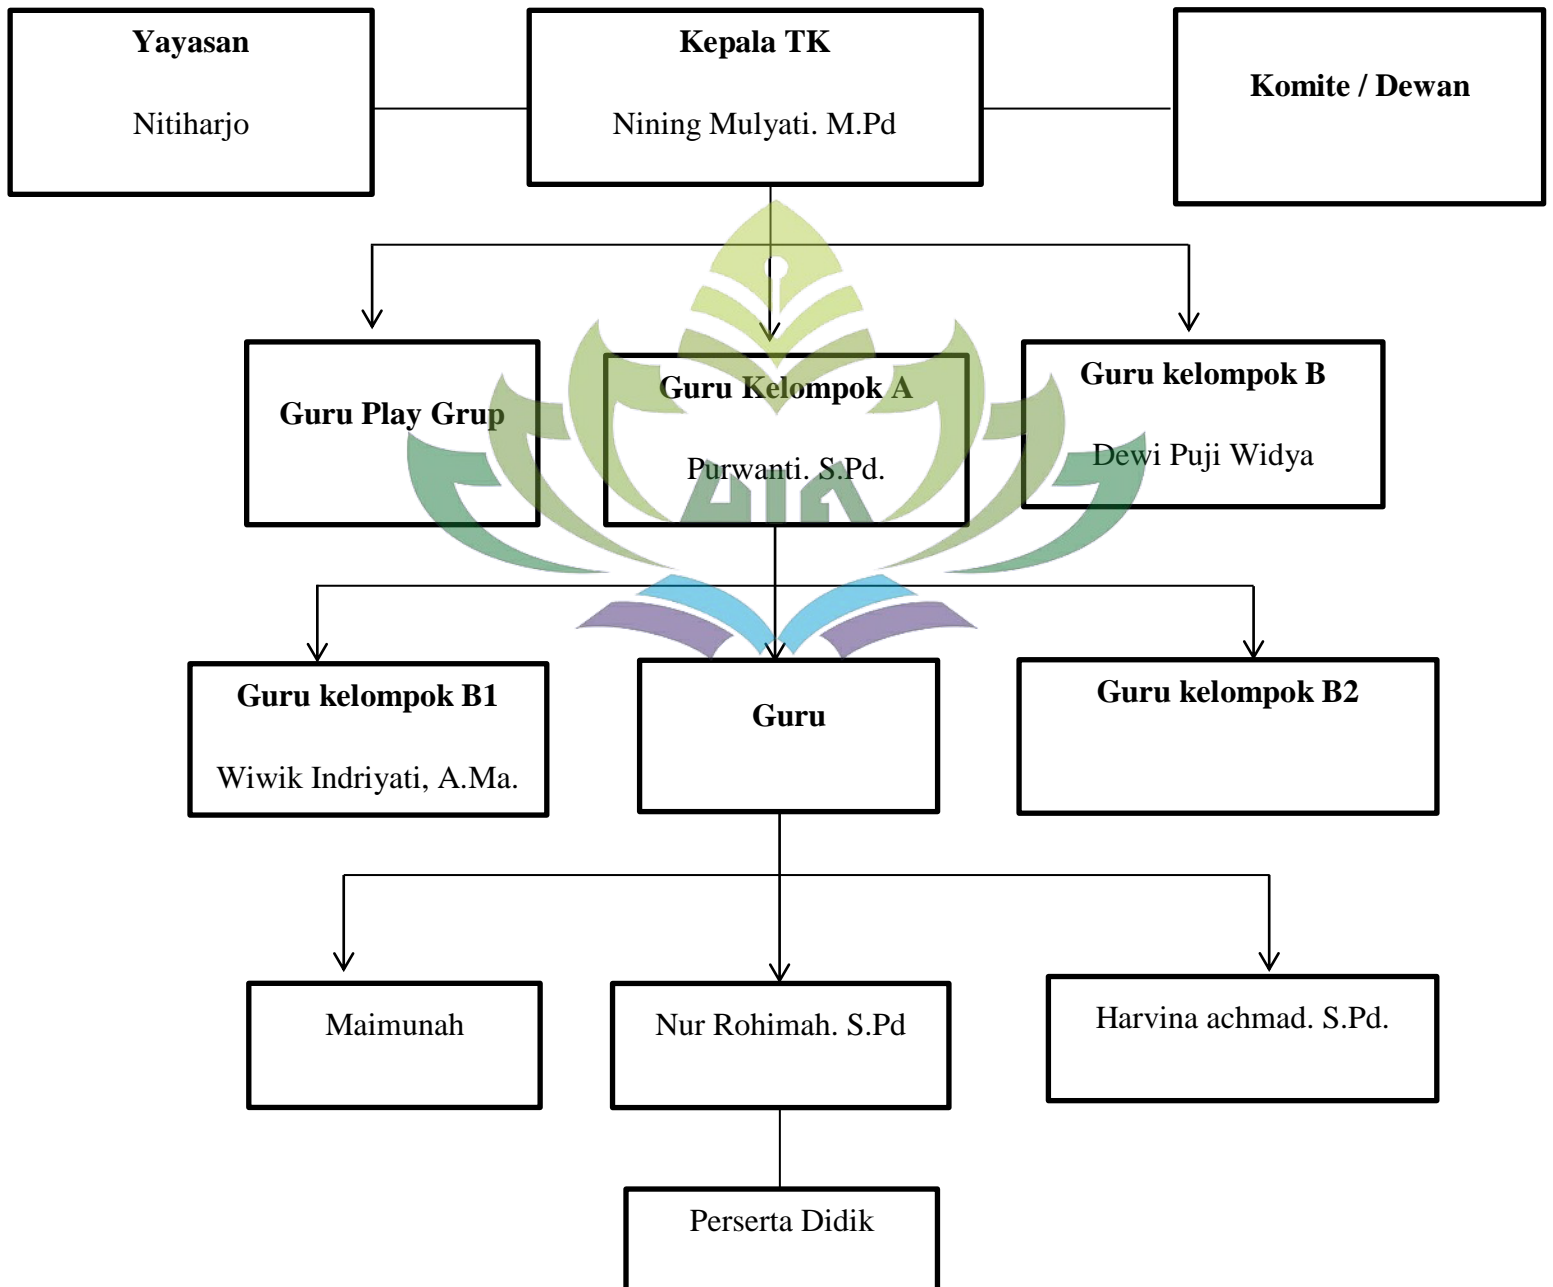 Yayasan
Nitiharjo
Kepala TK
Nining Mulyati. M.Pd
Komite / Dewan
Guru Play Grup
Guru Kelompok A
Purwanti. S.Pd.
Guru kelompok B
Dewi Puji Widya
Guru kelompok B1
Wiwik Indriyati, A.Ma.
Guru
Guru kelompok B2
Maimunah
Nur Rohimah. S.Pd
Harvina achmad. S.Pd.
Perserta Didik